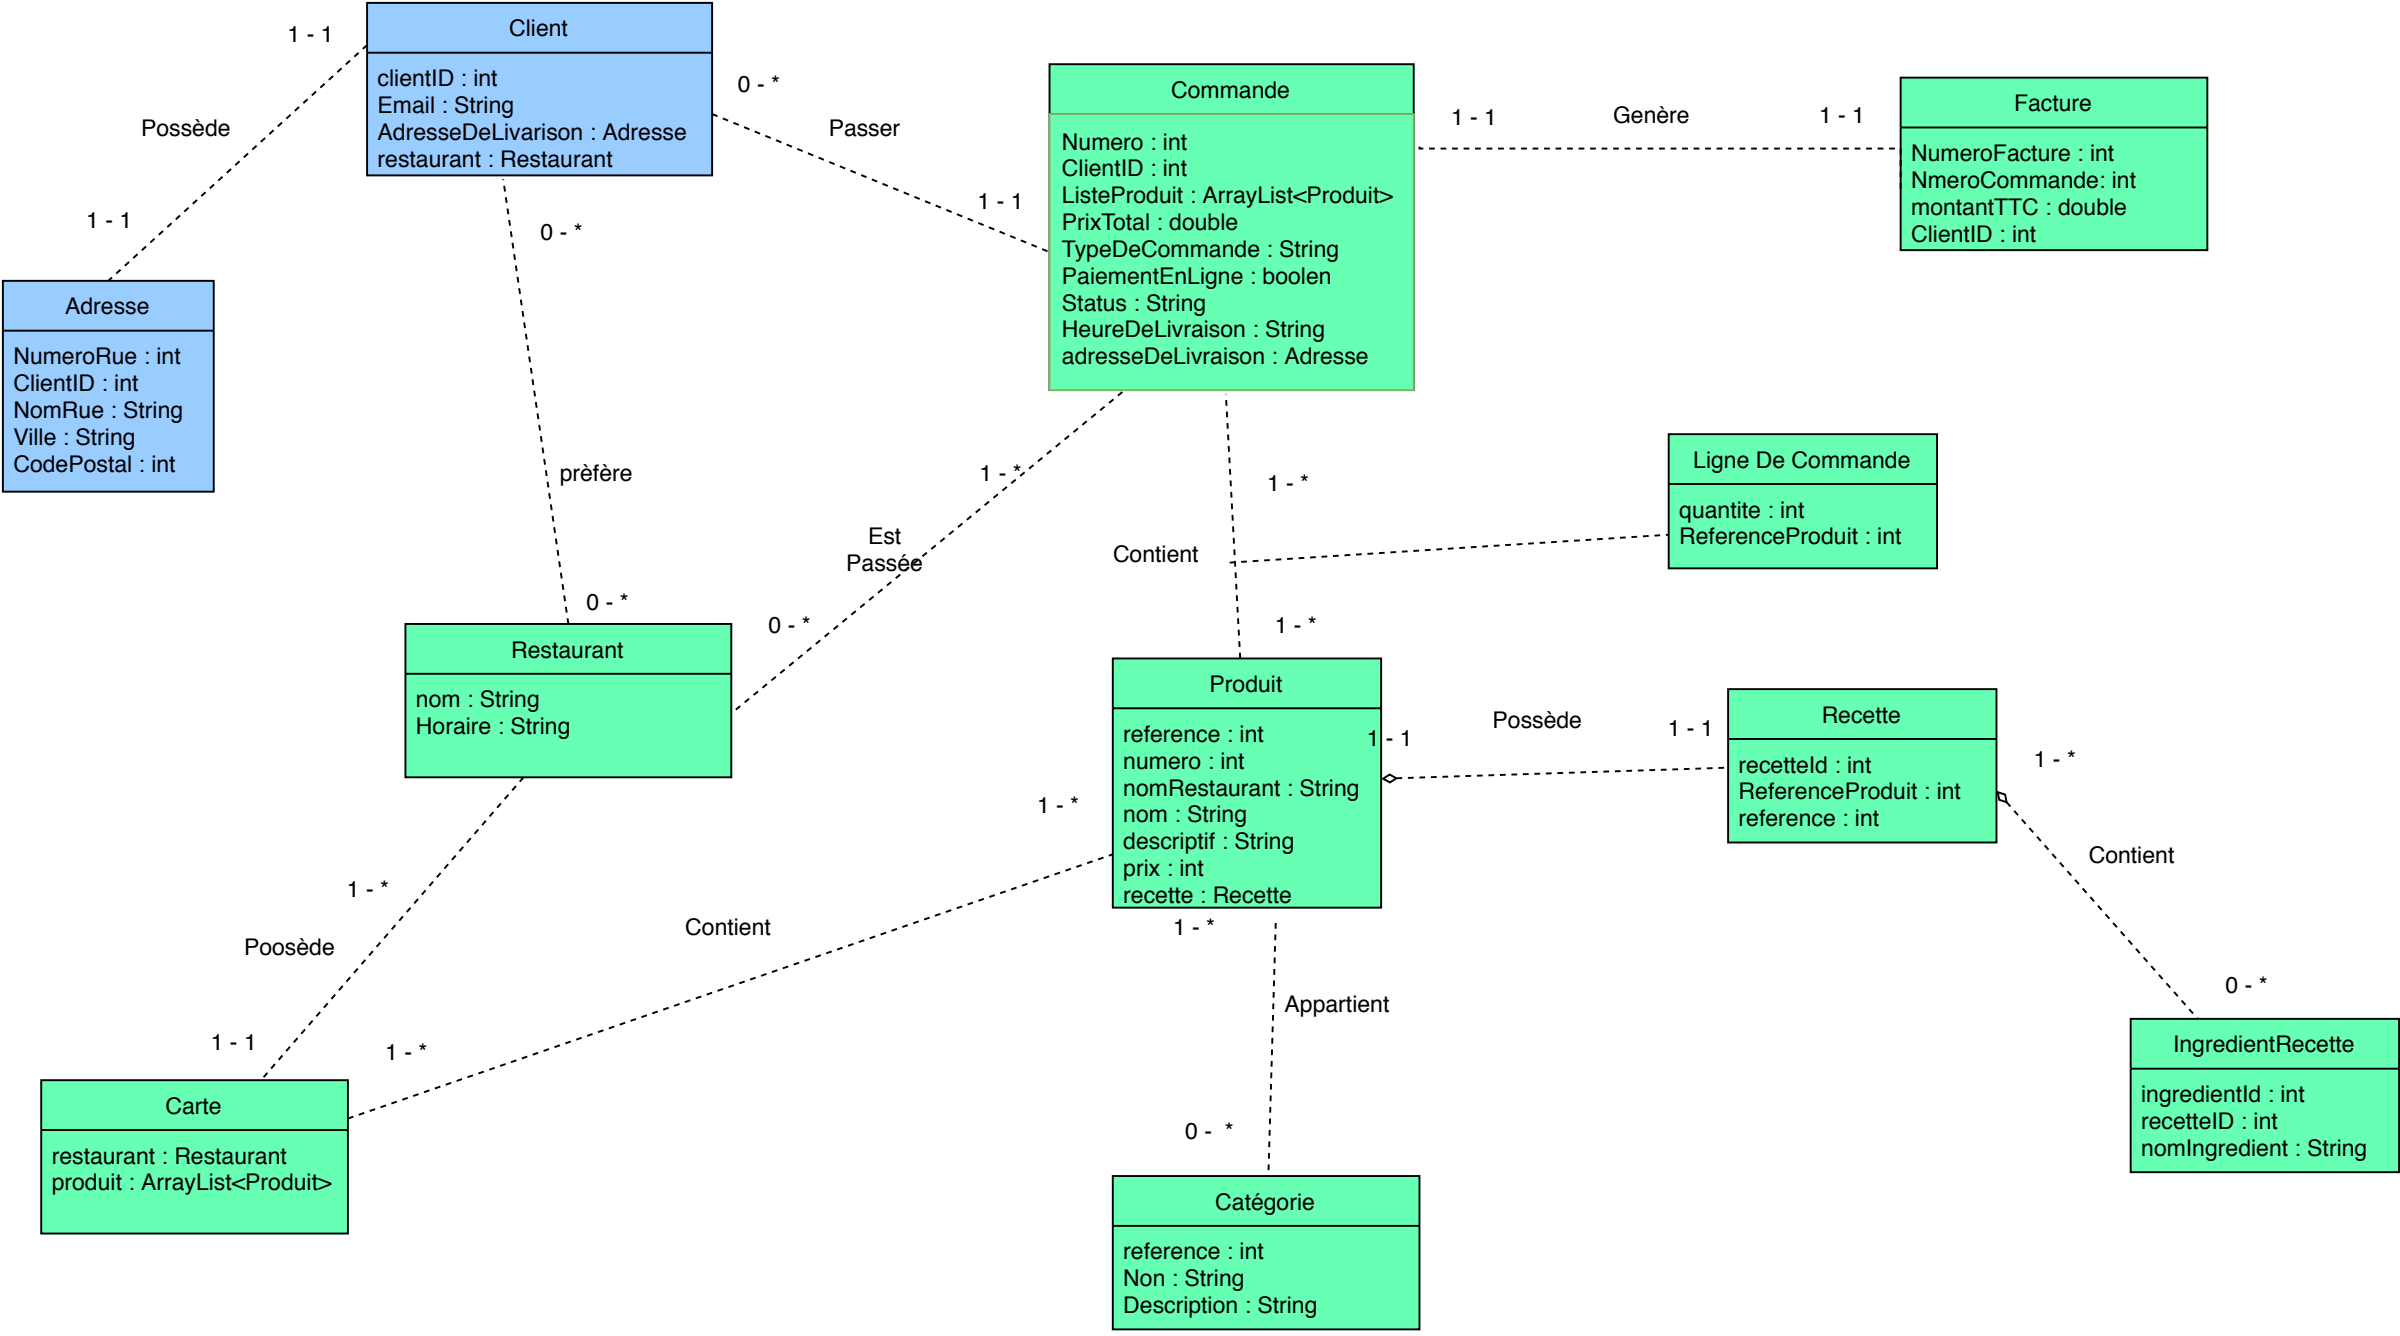 Client
clientID : int
Email : String
AdresseDeLivarison : Adresse
restaurant : Restaurant
1 - 1
Possède
1 - 1
Adresse
NumeroRue : int
ClientID : int
NomRue : String
Ville : String
CodePostal : int
0 - *
Passer
1 - 1
Commande
Numero : int
ClientID : int
ListeProduit : ArrayList<Produit>
PrixTotal : double
TypeDeCommande : String
PaiementEnLigne : boolen
Status : String
HeureDeLivraison : String
adresseDeLivraison : Adresse
1 - 1
Genère
1 - 1
Facture
NumeroFacture : int
NmeroCommande: int
montantTTC : double
ClientID : int
0 - *
prèfère
0 - *
1 - *
Est
Passée
0 - *
1 - *
Contient
1 - *
Ligne De Commande
quantite : int
ReferenceProduit : int
Restaurant
nom : String
Horaire : String
Produit
reference : int
numero : int
nomRestaurant : String
nom : String
descriptif : String
prix : int
recette : Recette
1 - 1
Possède
1 - 1
Recette
recetteId : int
ReferenceProduit : int
reference : int
1 - *
Contient
0 - *
1 - *
Poosède
1 - 1
1 - *
Contient
1 - *
1 - *
Appartient
0 -  *
Carte
restaurant : Restaurant
produit : ArrayList<Produit>
IngredientRecette
ingredientId : int
recetteID : int
nomIngredient : String
Catégorie
reference : int
Non : String
Description : String